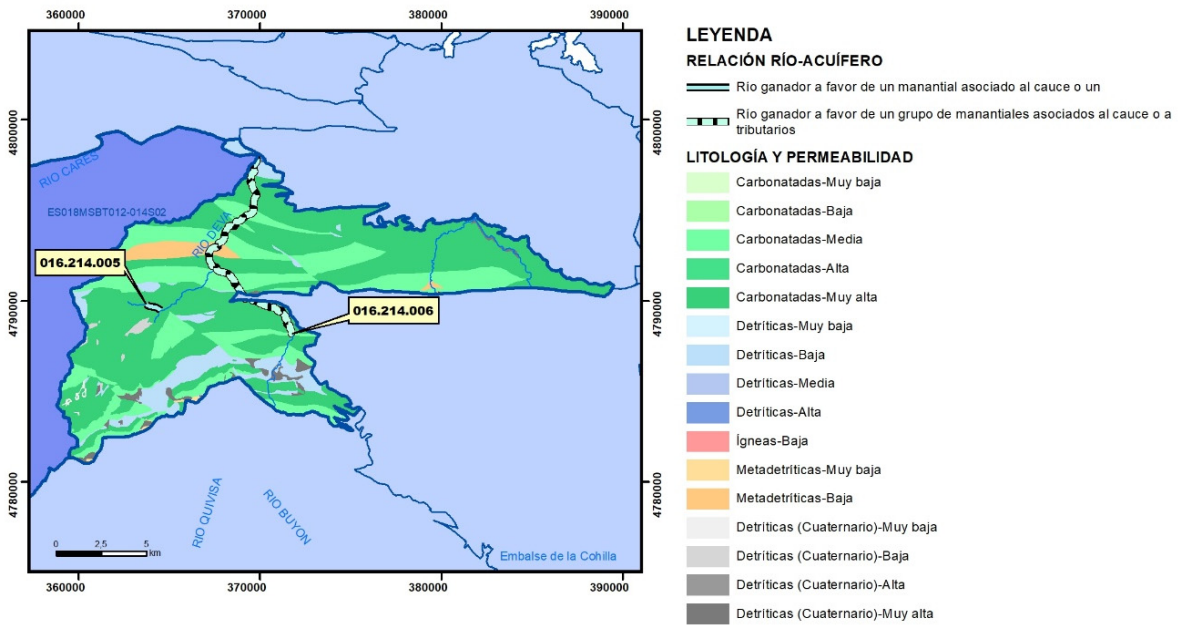 360000
370000
380000
390000
4800000
4790000
4780000
4800000
4790000
4780000
RIO CARES
ES018MSBT012-014S02
RIO DEVA
016.214.005
016.214.006
RIO QUIVISA
RIO BUYON
Embalse de la Cohilla
0 2,5 5
km
360000
370000
380000
390000
LEYENDA
RELACIÓN RÍO-ACUÍFERO
Río ganador a favor de un manantial asociado al cauce o un
Río ganador a favor de un grupo de manantiales asociados al cauce o a
tributarios
LITOLOGÍA Y PERMEABILIDAD
Carbonatadas-Muy baja
Carbonatadas-Baja
Carbonatadas-Media
Carbonatadas-Alta
Carbonatadas-Muy alta
Detríticas-Muy baja
Detríticas-Baja
Detríticas-Media
Detríticas-Alta
Ígneas-Baja
Metadetríticas-Muy baja
Metadetríticas-Baja
Detríticas (Cuaternario)-Muy baja
Detríticas (Cuaternario)-Baja
Detríticas (Cuaternario)-Alta
Detríticas (Cuaternario)-Muy alta